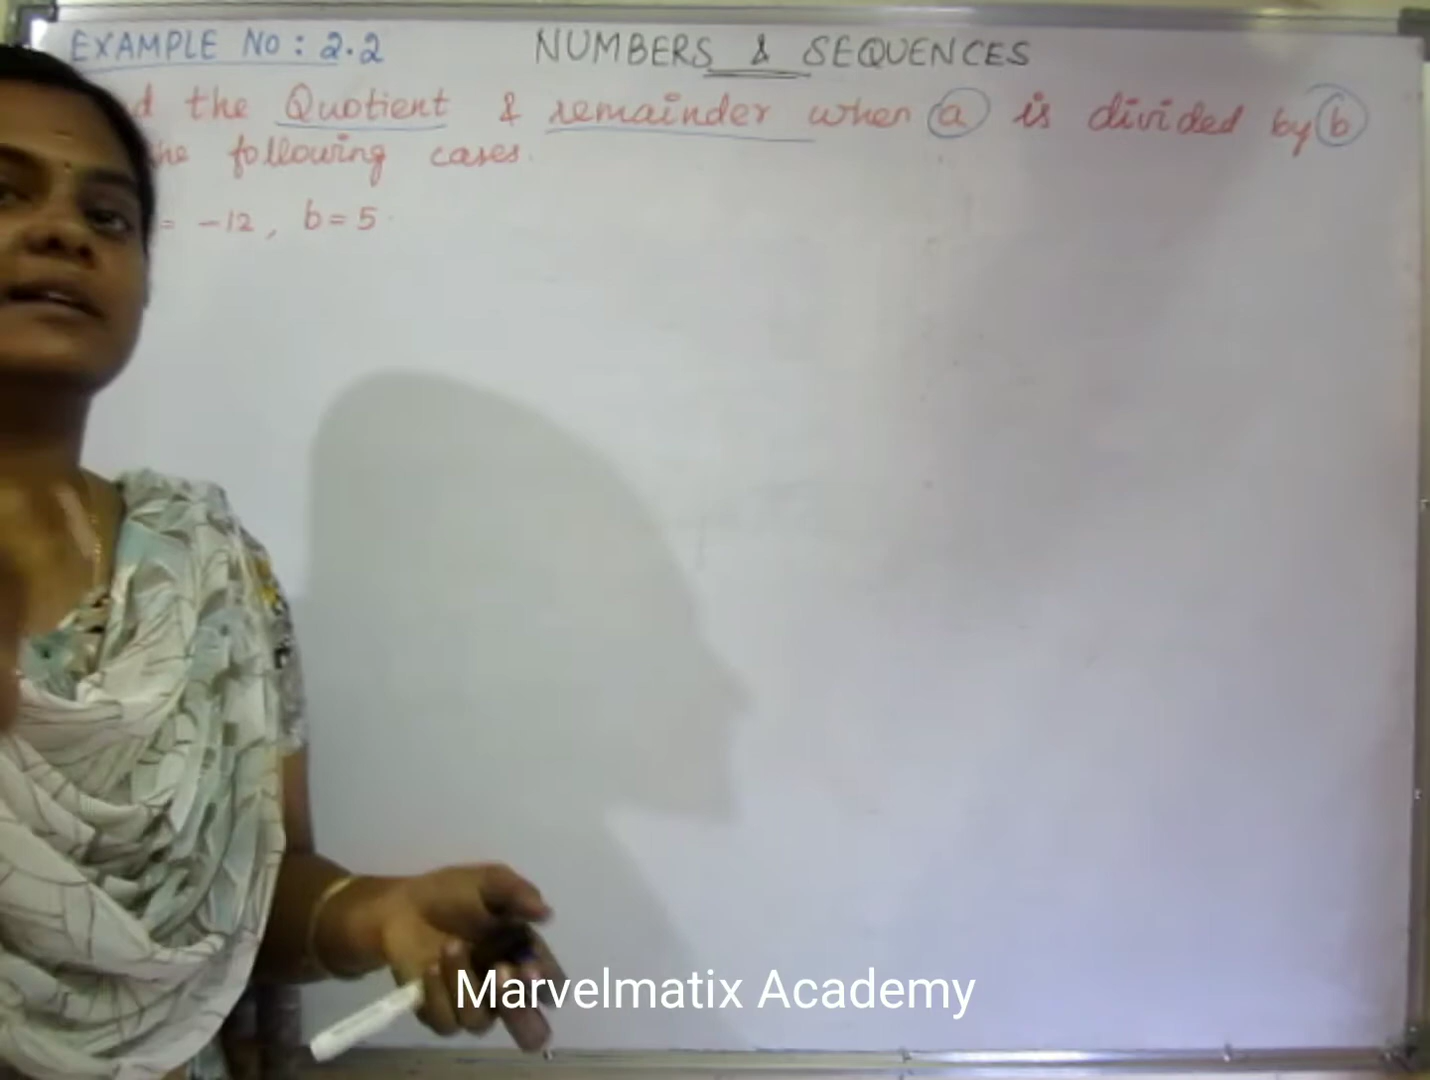 EXAMPLE NO : 2.2
NUMBERS & SEQUENCES
d the Quotient & remainder when a is divided by b
he following cases.
= -12, b = 5.
Marvelmatix Academy